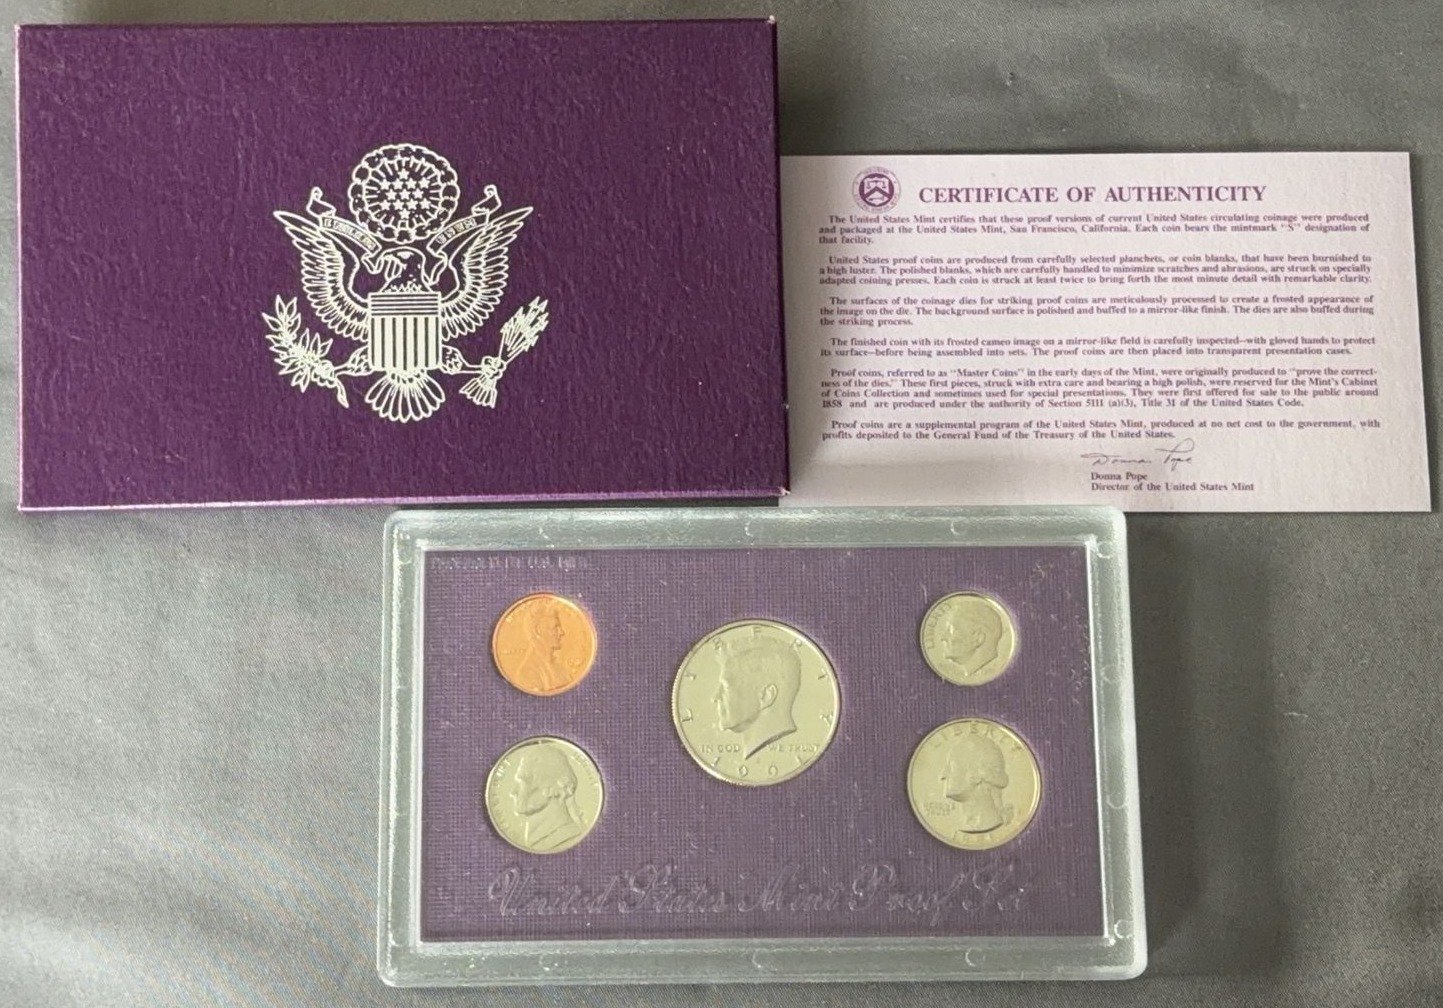 CERTIFICATE OF AUTHENTICITY
The United States Mint certifies that these proof versions of current United States circulating coinage were produced
and packaged at the United States Mint, San Francisco, California. Each coin bears the mintmark "S" designation of
that facility.
United States proof coins are produced from carefully selected planchets, or coin blanks, that have been burnished to
a high luster. The polished blanks, which are carefully handled to minimize scratches and abrasions, are struck on specially
adapted coining presses. Each coin is struck at least twice to bring forth the most minute detail with remarkable clarity.
The surfaces of the coinage dies for striking proof coins are meticulously processed to create a frosted appearance of
the image on the die. The background surface is polished and buffed to a mirror-like finish. The dies are also buffed during
the striking process.
The finished coin with its frosted cameo image on a mirror-like field is carefully inspected—with gloved hands to protect
its surface—before being assembled into sets. The proof coins are then placed into transparent presentation cases.
Proof coins, referred to as "Master Coins" in the early days of the Mint, were originally produced to "prove the correct-
ness of the dies." These first pieces, struck with extra care and bearing a high polish, were reserved for the Mint's Cabinet
of Coins Collection and sometimes used for special presentations. They were first offered for sale to the public around
1858 and are produced under the authority of Section 5111 (a)(3), Title 31 of the United States Code.
Proof coins are a supplemental program of the United States Mint, produced at no net cost to the government, with
profits deposited to the General Fund of the Treasury of the United States.
Donna Pope
Donna Pope
Director of the United States Mint
LIBERTY
IN GOD WE TRUST
1991
LIBERTY
LIBERTY
United States Mint Proof Set